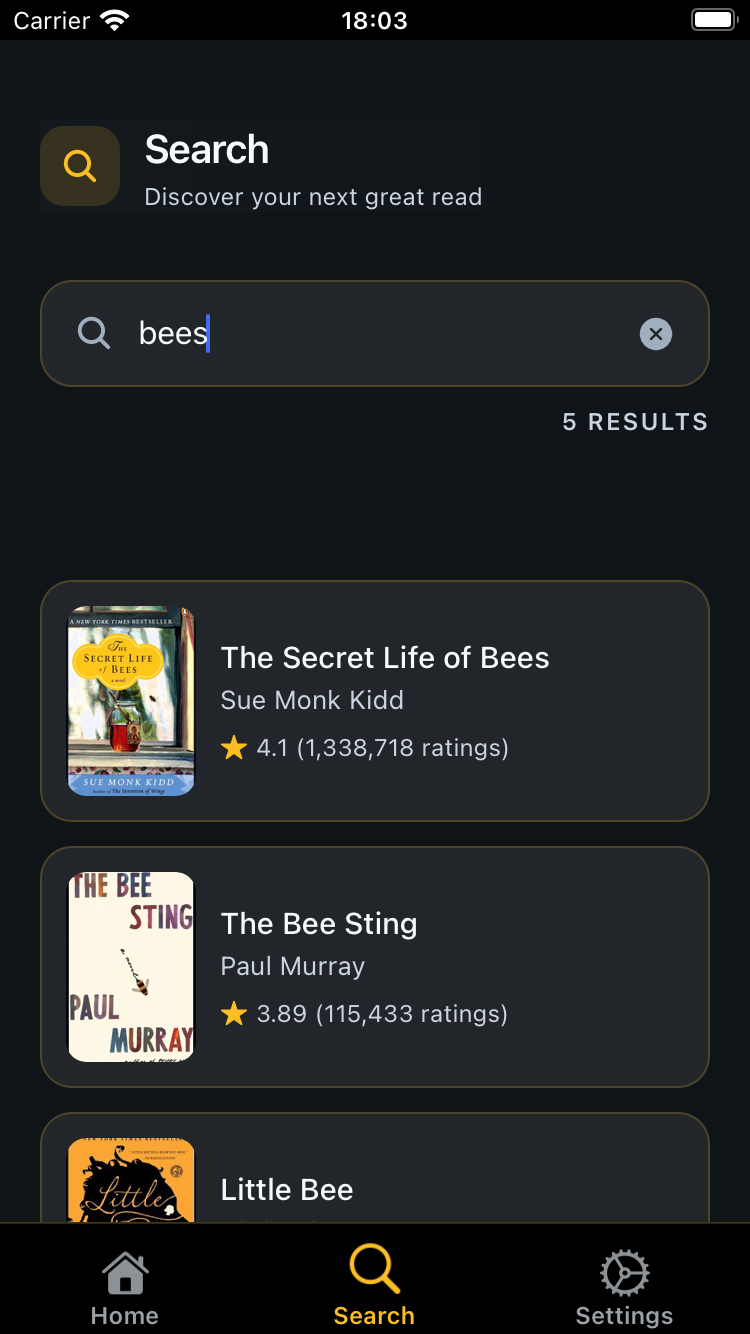 Carrier 18:03
Search
Discover your next great read
bees
5 RESULTS
A NEW YORK TIMES BESTSELLER
The
SECRET LIFE
of BEES
a novel
SUE MONK KIDD
Author of The Invention of Wings
The Secret Life of Bees
Sue Monk Kidd
4.1 (1,338,718 ratings)
THE BEE
STING
a novel
PAUL
MURRAY
The Bee Sting
Paul Murray
3.89 (115,433 ratings)
Little
Little Bee
Home
Search
Settings